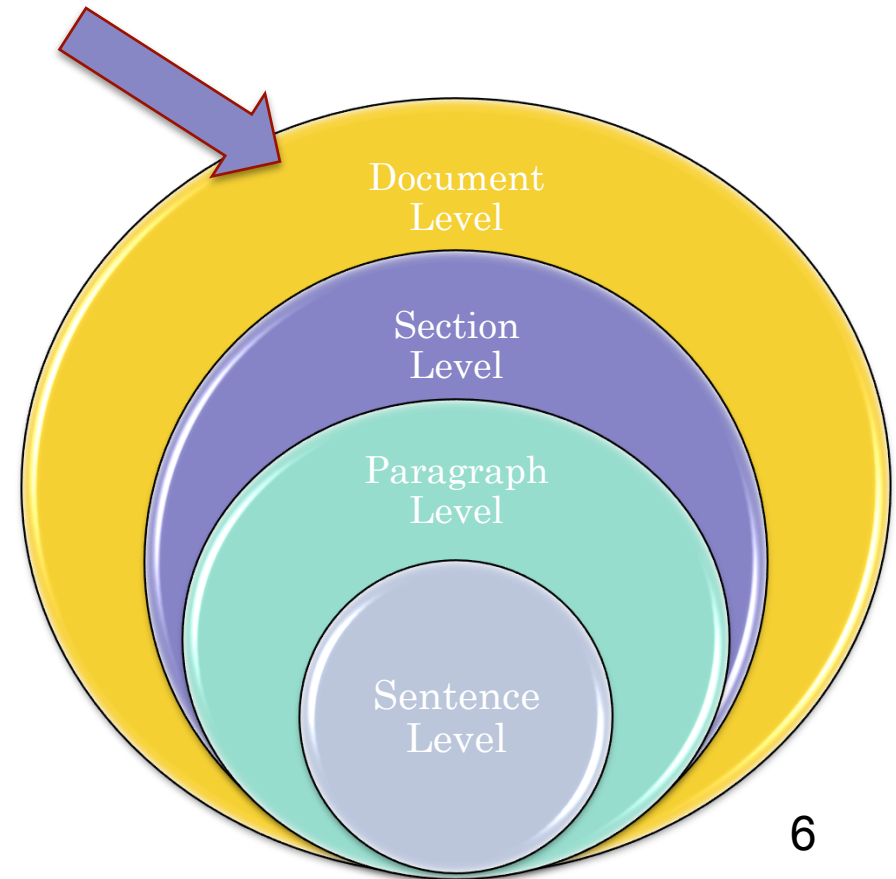 Document
Level
Section
Level
Paragraph
Level
Sentence
Level
6